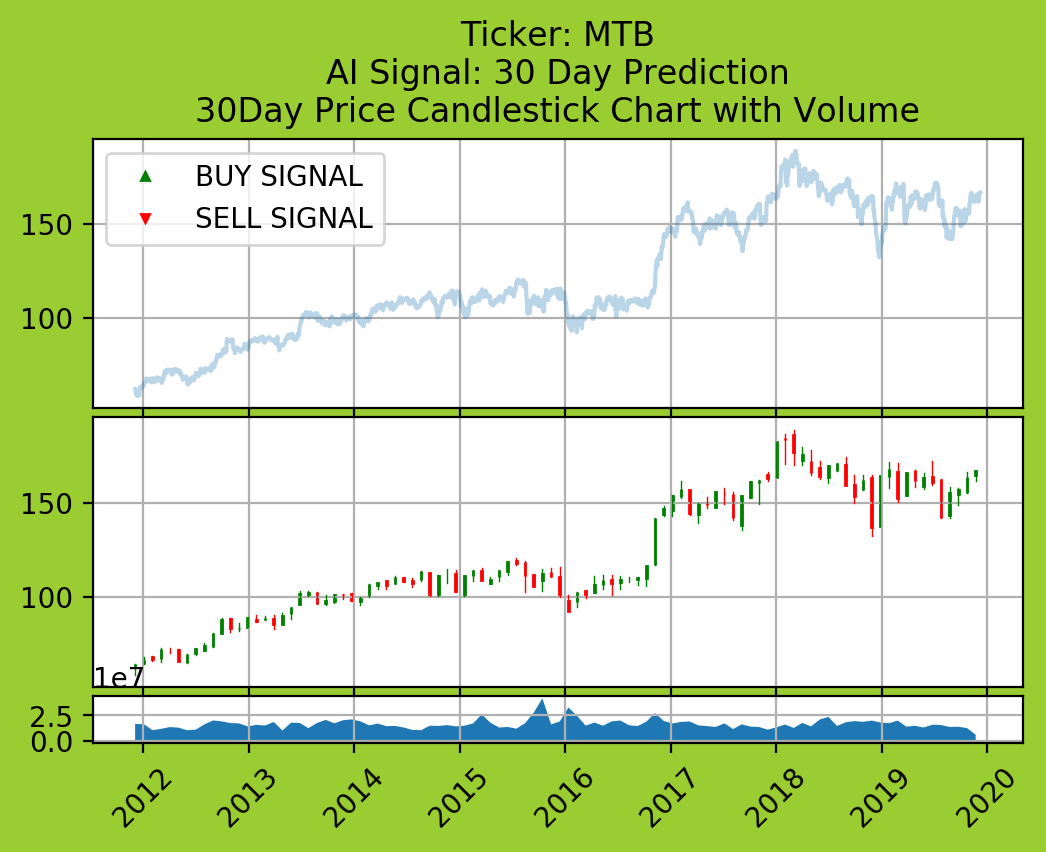 Ticker: MTB
AI Signal: 30 Day Prediction
30Day Price Candlestick Chart with Volume
BUY SIGNAL
SELL SIGNAL
150
100
150
100
1e7
2.5
0.0
2012 2013 2014 2015 2016 2017 2018 2019 2020